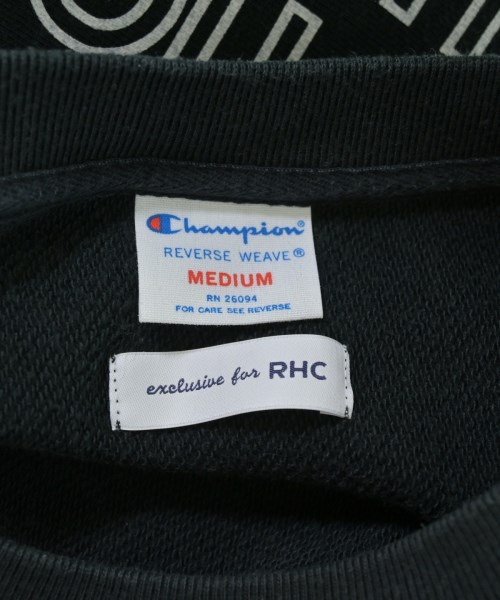 Champion®
REVERSE WEAVE®
MEDIUM
RN 26094
FOR CARE SEE REVERSE
exclusive for RHC